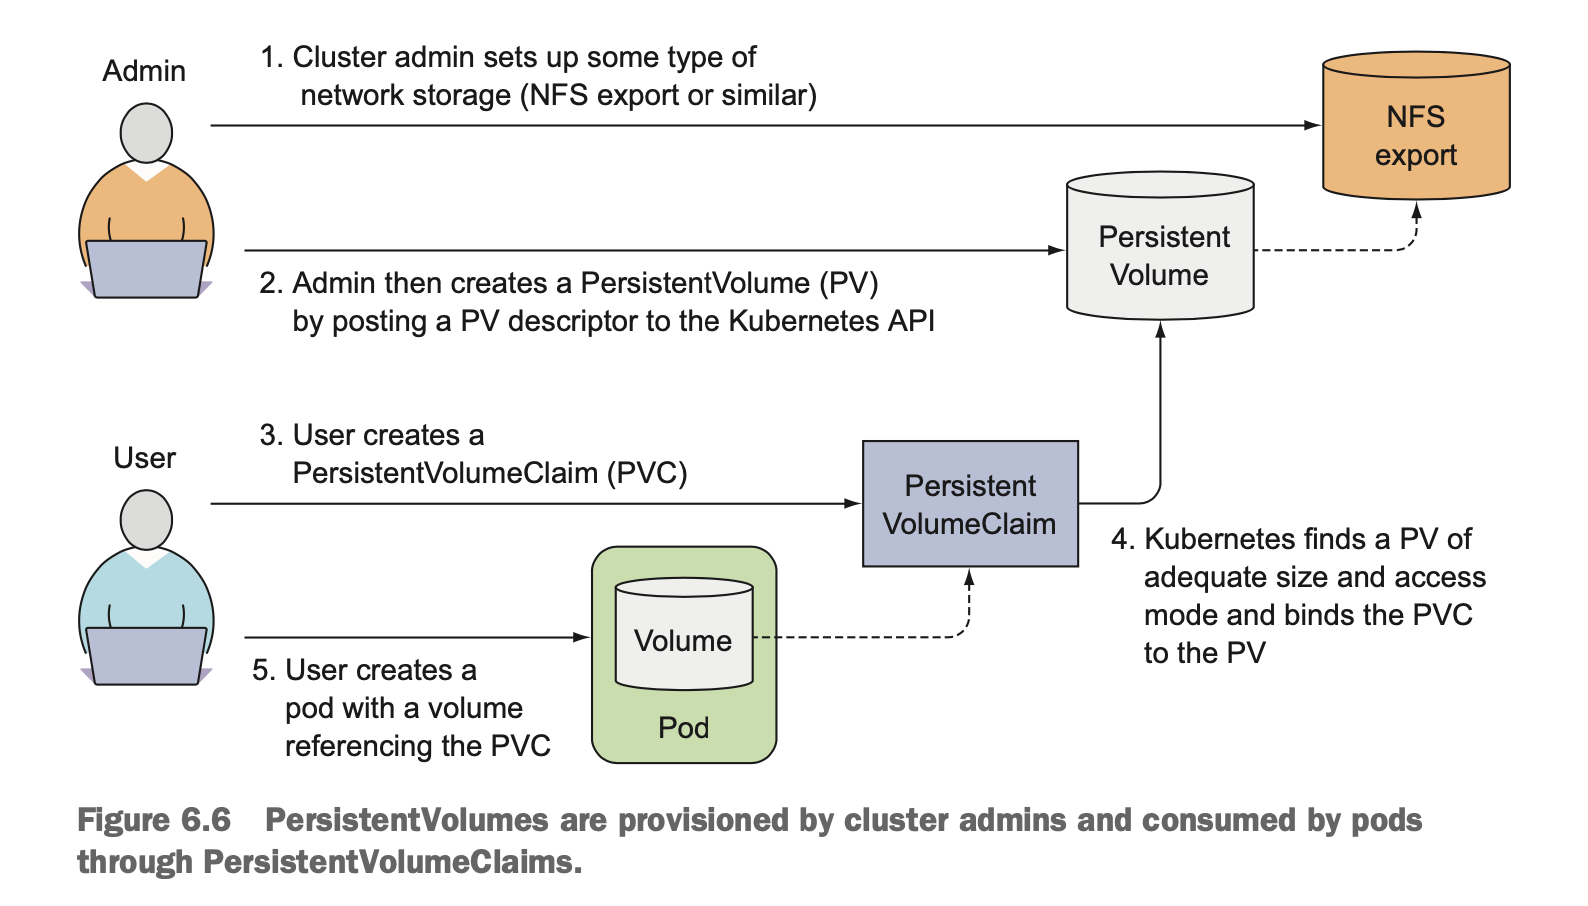 Admin
1. Cluster admin sets up some type of
network storage (NFS export or similar)
NFS
export
Persistent
Volume
2. Admin then creates a PersistentVolume (PV)
by posting a PV descriptor to the Kubernetes API
User
3. User creates a
PersistentVolumeClaim (PVC)
Persistent
VolumeClaim
4. Kubernetes finds a PV of
adequate size and access
mode and binds the PVC
to the PV
Volume
Pod
5. User creates a
pod with a volume
referencing the PVC
Figure 6.6 PersistentVolumes are provisioned by cluster admins and consumed by pods
through PersistentVolumeClaims.